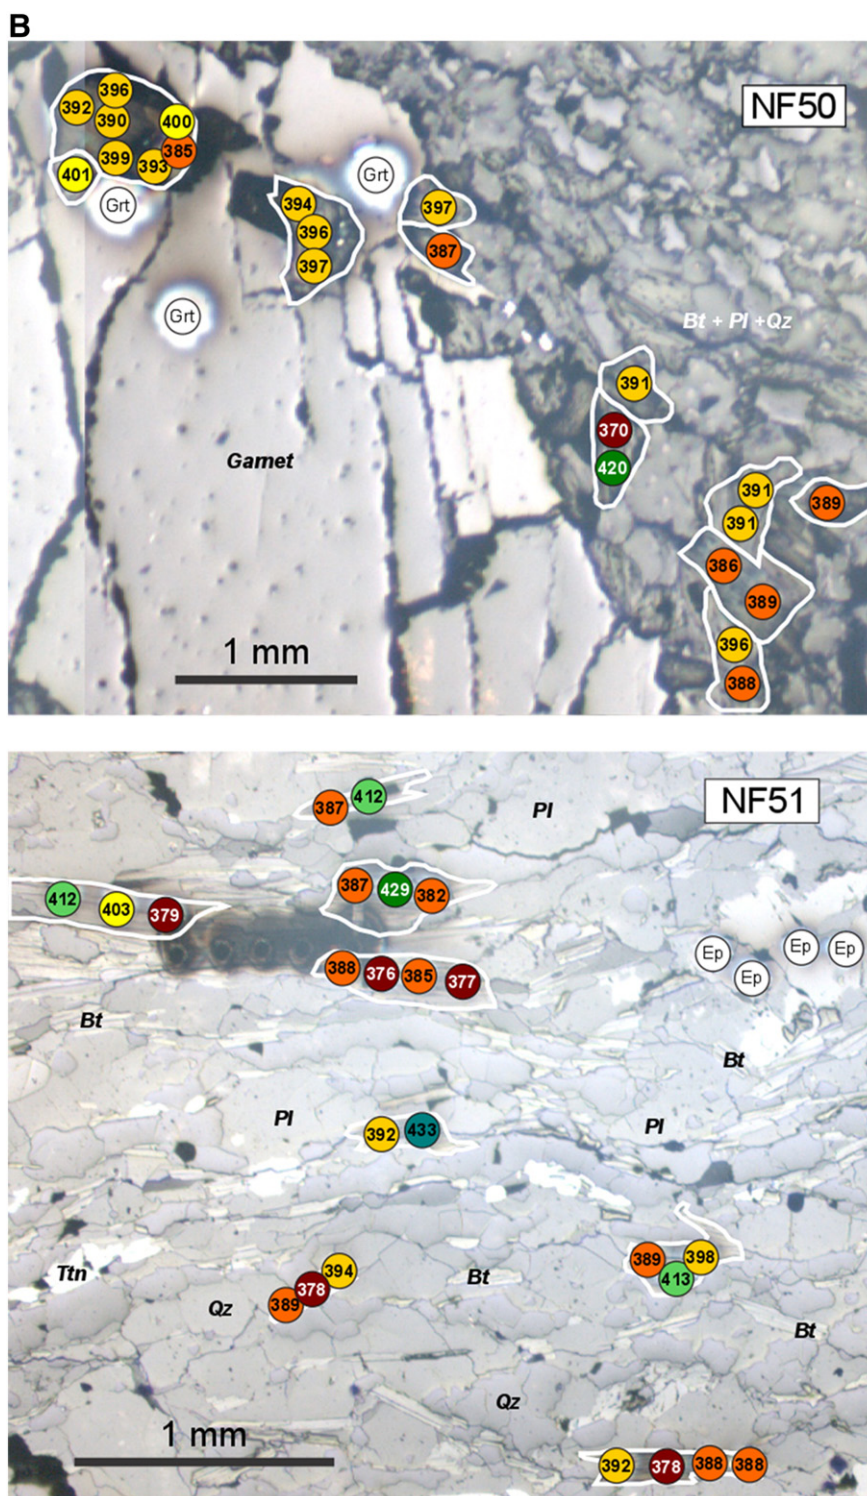 B
NF50
396
392
390
400
399
393
385
401
Grt
Grt
Grt
394
396
397
397
387
Bt + Pl +Qz
391
370
420
Garnet
391
391
389
386
389
396
388
1 mm
NF51
387
412
Pl
412
403
379
387
429
382
388
376
385
377
Ep
Ep
Ep
Ep
Bt
Bt
Pl
392
433
Pl
Ttn
Qz
389
378
394
Bt
389
398
413
Bt
Qz
1 mm
392
378
388
388